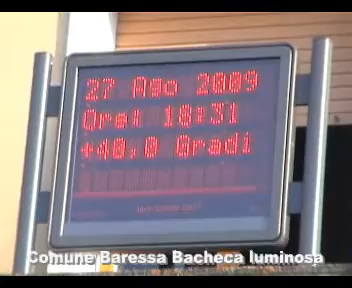 27 Ago 2009
Ore: 18:31
+40,0 Gradi
Comune Baressa Bacheca luminosa